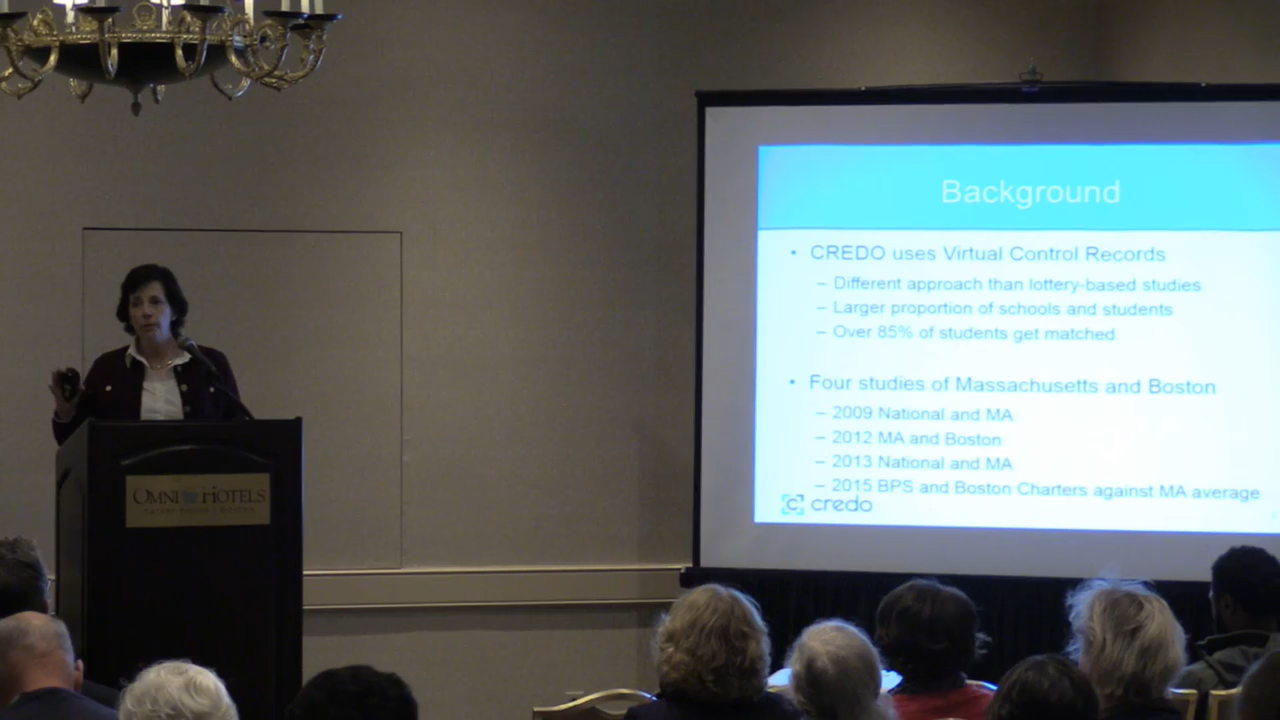 Background
• CREDO uses Virtual Control Records
– Different approach than lottery-based studies
– Larger proportion of schools and students
– Over 85% of students get matched
• Four studies of Massachusetts and Boston
– 2009 National and MA
– 2012 MA and Boston
– 2013 National and MA
– 2015 BPS and Boston Charters against MA average
c credo
OMNI HOTELS